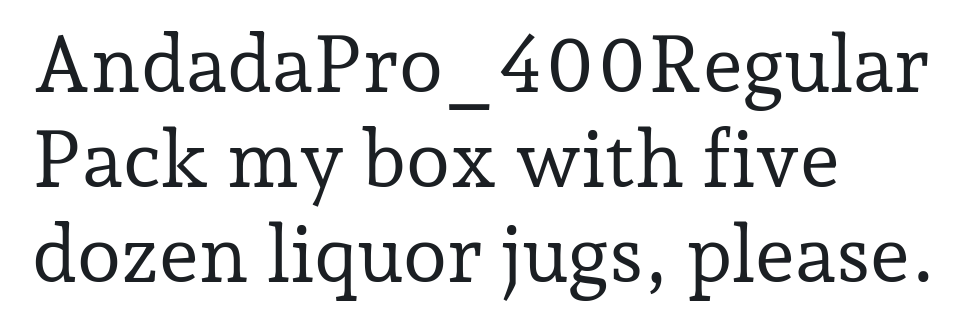 AndadaPro_400Regular
Pack my box with five
dozen liquor jugs, please.